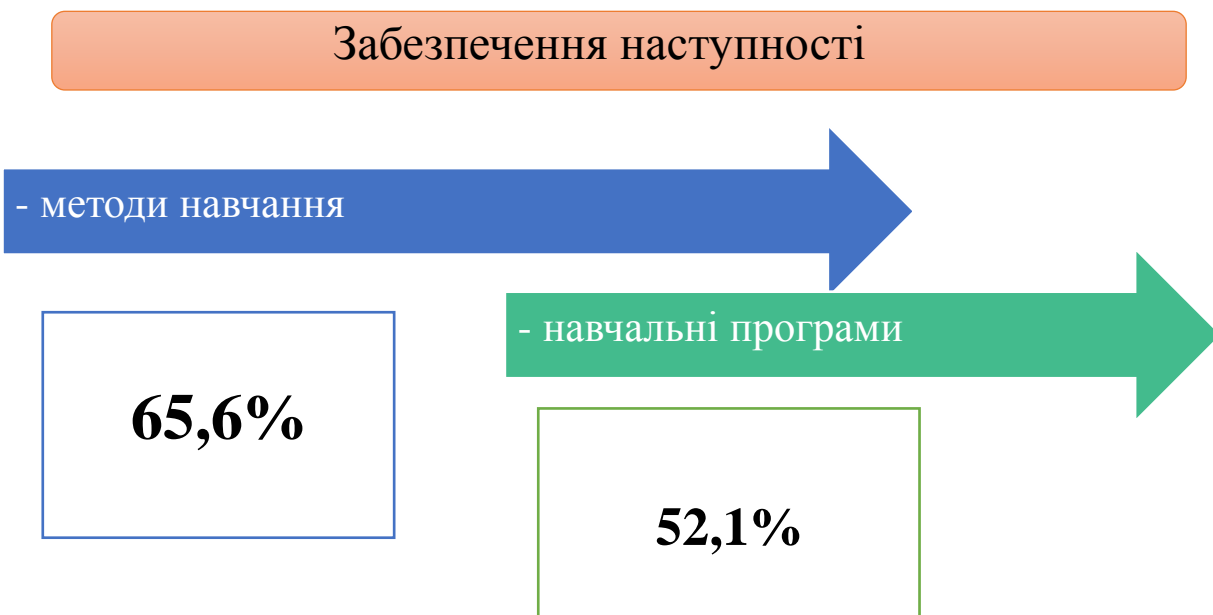 Забезпечення наступності
- методи навчання
- навчальні програми
65,6%
52,1%